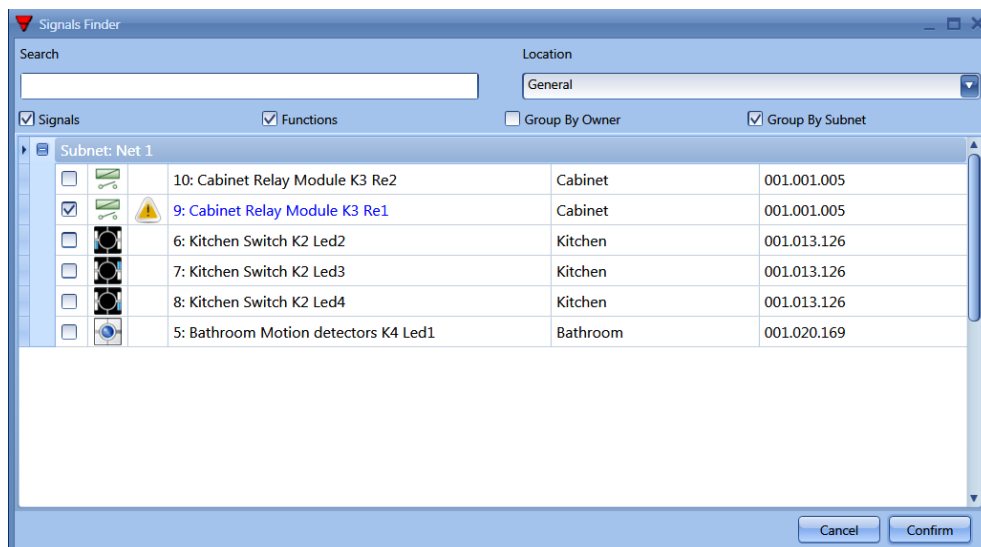 Signals Finder
Search Location
General
Signals Functions Group By Owner Group By Subnet
Subnet: Net 1
10: Cabinet Relay Module K3 Re2 Cabinet 001.001.005
9: Cabinet Relay Module K3 Re1 Cabinet 001.001.005
6: Kitchen Switch K2 Led2 Kitchen 001.013.126
7: Kitchen Switch K2 Led3 Kitchen 001.013.126
8: Kitchen Switch K2 Led4 Kitchen 001.013.126
5: Bathroom Motion detectors K4 Led1 Bathroom 001.020.169
Cancel Confirm